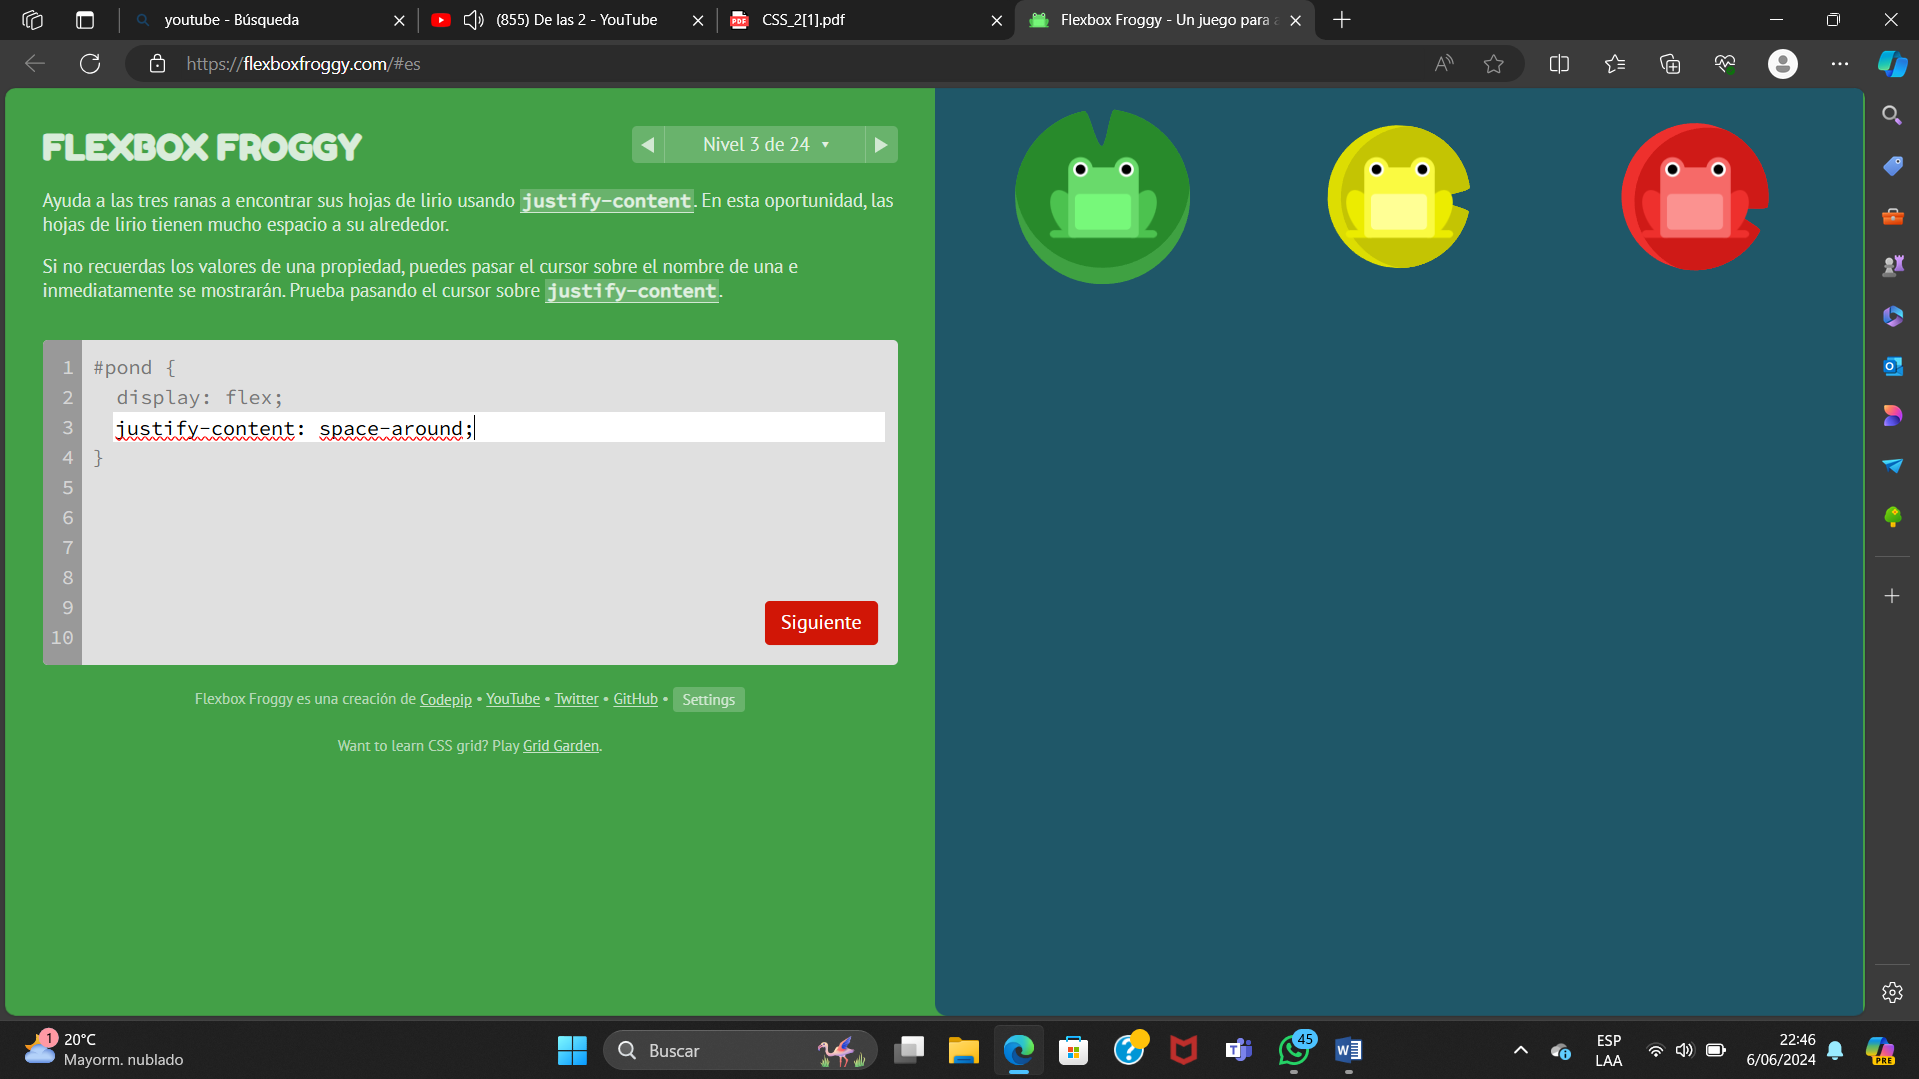 youtube - Búsqueda
(855) De las 2 - YouTube
CSS_2[1].pdf
Flexbox Froggy - Un juego para a
https://flexboxfroggy.com/#es
FLEXBOX FROGGY
Nivel 3 de 24
Ayuda a las tres ranas a encontrar sus hojas de lirio usando justify-content. En esta oportunidad, las
hojas de lirio tienen mucho espacio a su alrededor.
Si no recuerdas los valores de una propiedad, puedes pasar el cursor sobre el nombre de una e
inmediatamente se mostrarán. Prueba pasando el cursor sobre justify-content.
1 #pond {
2 display: flex;
3 justify-content: space-around;
4 }
5
6
7
8
9
10
Siguiente
Flexbox Froggy es una creación de Codepip • YouTube • Twitter • GitHub • Settings
Want to learn CSS grid? Play Grid Garden.
1
20°C
Mayorm. nublado
Buscar
45
ESP
LAA
22:46
6/06/2024
PRE